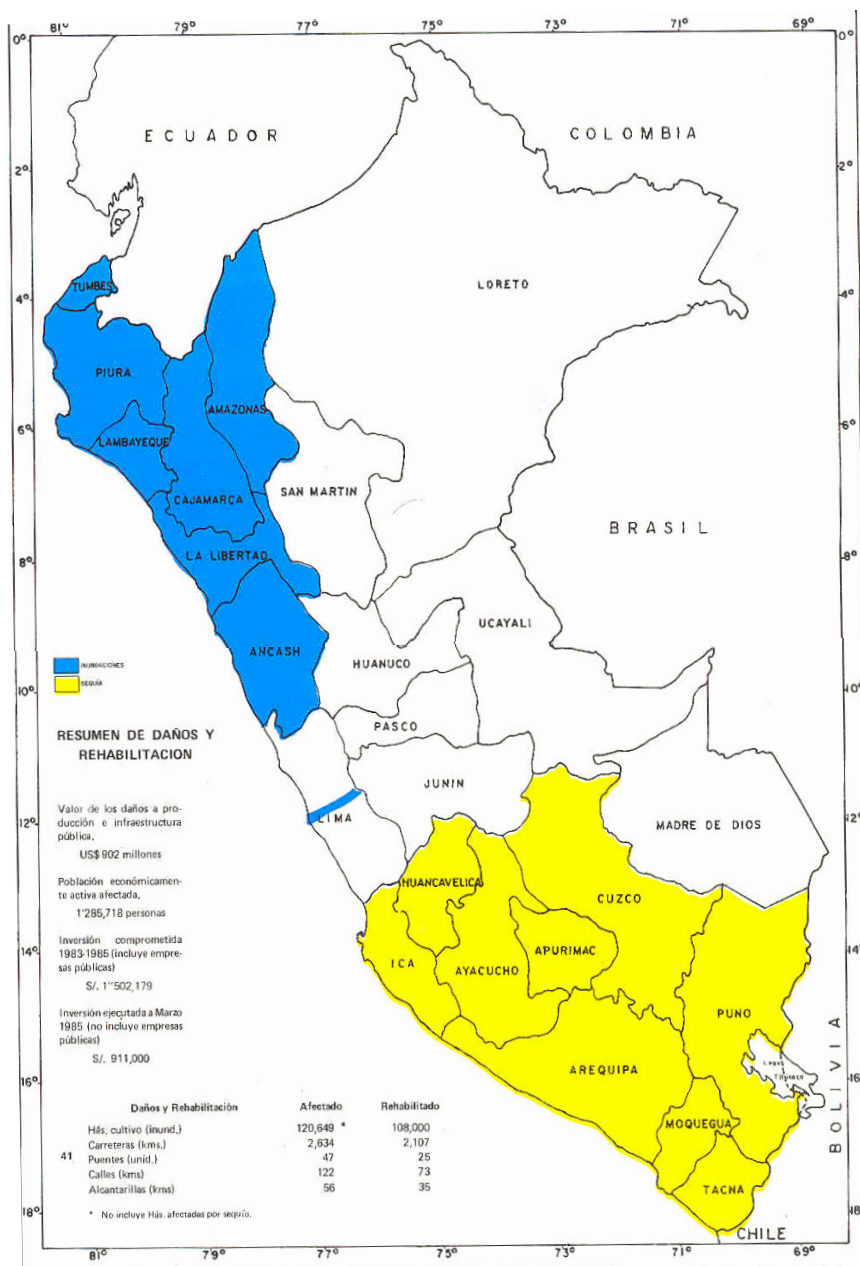 81° 79° 77° 75° 73° 71° 69°
0° 0°
ECUADOR
COLOMBIA
2° 2°
LORETO
TUMBES
4° 4°
PIURA
AMAZONAS
6° 6°
LAMBAYEQUE
CAJAMARCA
SAN MARTIN
BRASIL
LA LIBERTAD
8° 8°
UCAYALI
ANCASH
HUANUCO
INUNDACIONES
SEQUÍA
10° 10°
PASCO
RESUMEN DE DAÑOS Y
REHABILITACION
JUNIN
Valor de los daños a pro-
ducción e infraestructura
pública.
US$ 902 millones
12° 12°
LIMA
MADRE DE DIOS
Población económicamen-
te activa afectada.
1'285,718 personas
HUANCAVELICA
CUZCO
Inversión comprometida
1983-1985 (incluye empre-
sas públicas)
S/. 1''502,179
14° 14°
ICA
AYACUCHO
APURIMAC
Inversión ejecutada a Marzo
1985 (no incluye empresas
públicas)
S/. 911,000
PUNO
Lago
Titicaca
BOLIVIA
AREQUIPA
16° 16°
MOQUEGUA
TACNA
Daños y Rehabilitación Afectado Rehabilitado
Hás. cultivo (inund.) 120,649 * 108,000
Carreteras (kms.) 2,634 2,107
41 Puentes (unid.) 47 25
Calles (kms) 122 73
Alcantarillas (kms) 56 35
* No incluye Hás. afectadas por sequía.
18° 18°
CHILE
81° 79° 77° 75° 73° 71° 69°